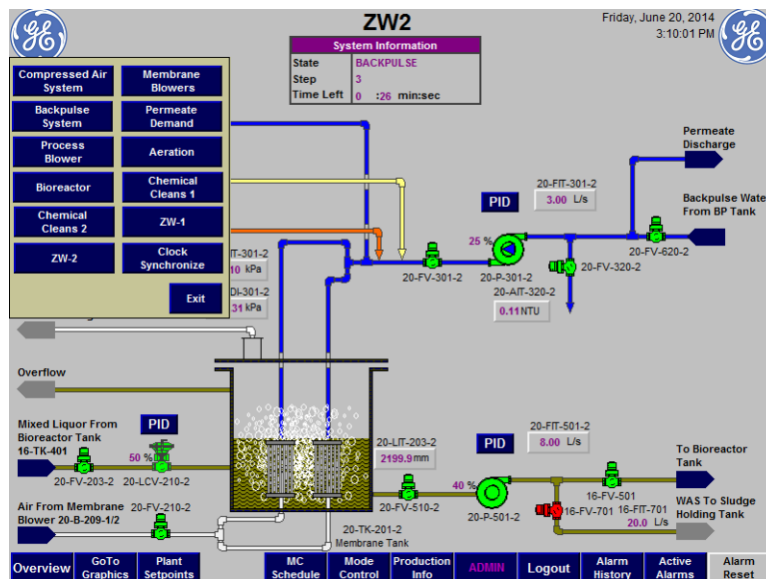 ZW2
Friday, June 20, 2014
3:10:01 PM
System Information
State BACKPULSE
Step 3
Time Left 0 :26 min:sec
Compressed Air
System
Membrane
Blowers
Backpulse
System
Permeate
Demand
Process
Blower
Aeration
Bioreactor
Chemical
Cleans 1
Chemical
Cleans 2
ZW-1
ZW-2
Clock
Synchronize
Exit
Permeate
Discharge
20-FIT-301-2
PID
3.00 L/s
Backpulse Water
From BP Tank
25 %
20-FV-301-2
20-P-301-2
20-FV-320-2
20-FV-620-2
20-AIT-320-2
0.11 NTU
IT-301-2
10 kPa
DI-301-2
31 kPa
Overflow
Mixed Liquor From
Bioreactor Tank
16-TK-401
PID
50 %
20-FV-203-2
20-LCV-210-2
20-LIT-203-2
2199.9 mm
20-FV-510-2
PID
40 %
20-P-501-2
20-FIT-501-2
8.00 L/s
16-FV-501
To Bioreactor
Tank
16-FV-701
16-FIT-701
20.0 L/s
WAS To Sludge
Holding Tank
Air From Membrane
Blower 20-B-209-1/2
20-FV-210-2
20-TK-201-2
Membrane Tank
Overview
GoTo
Graphics
Plant
Setpoints
MC
Schedule
Mode
Control
Production
Info
ADMIN
Logout
Alarm
History
Active
Alarms
Alarm
Reset